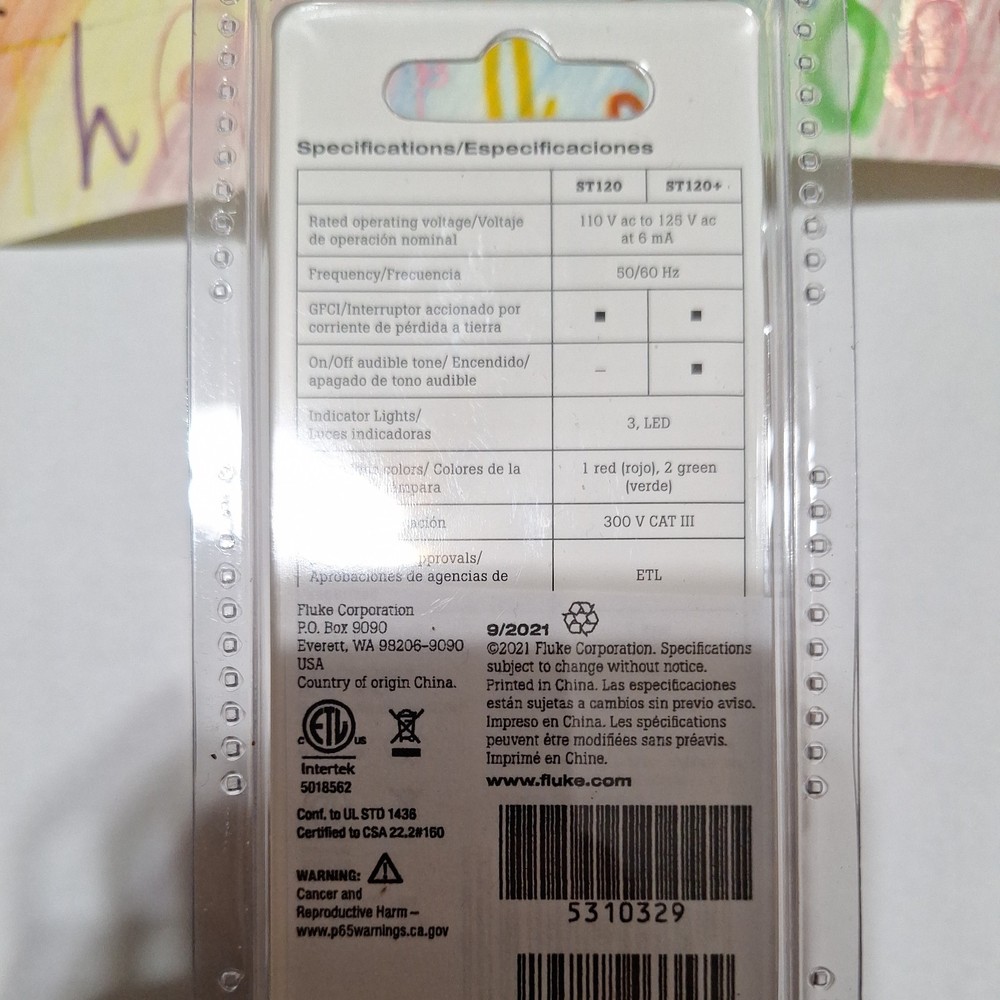 h
Specifications/Especificaciones
ST120 ST120+
Rated operating voltage/Voltaje
de operación nominal
110 V ac to 125 V ac
at 6 mA
Frequency/Frecuencia
50/60 Hz
GFCI/Interruptor accionado por
corriente de pérdida a tierra
■ ■
On/Off audible tone/ Encendido/
apagado de tono audible
– ■
Indicator Lights/
Luces indicadoras
3, LED
colors/ Colores de la
1 red (rojo), 2 green
(verde)
300 V CAT III
Aprobaciones de agencias de
ETL
Fluke Corporation
P.O. Box 9090
Everett, WA 98206-9090
USA
Country of origin China.
ETL
c us
Intertek
5018562
Conf. to UL STD 1436
Certified to CSA 22.2#160
WARNING:
Cancer and
Reproductive Harm –
www.p65warnings.ca.gov
9/2021
©2021 Fluke Corporation. Specifications
subject to change without notice.
Printed in China. Las especificaciones
están sujetas a cambios sin previo aviso.
Impreso en China. Les spécifications
peuvent être modifiées sans préavis.
Imprimé en Chine.
www.fluke.com
5310329